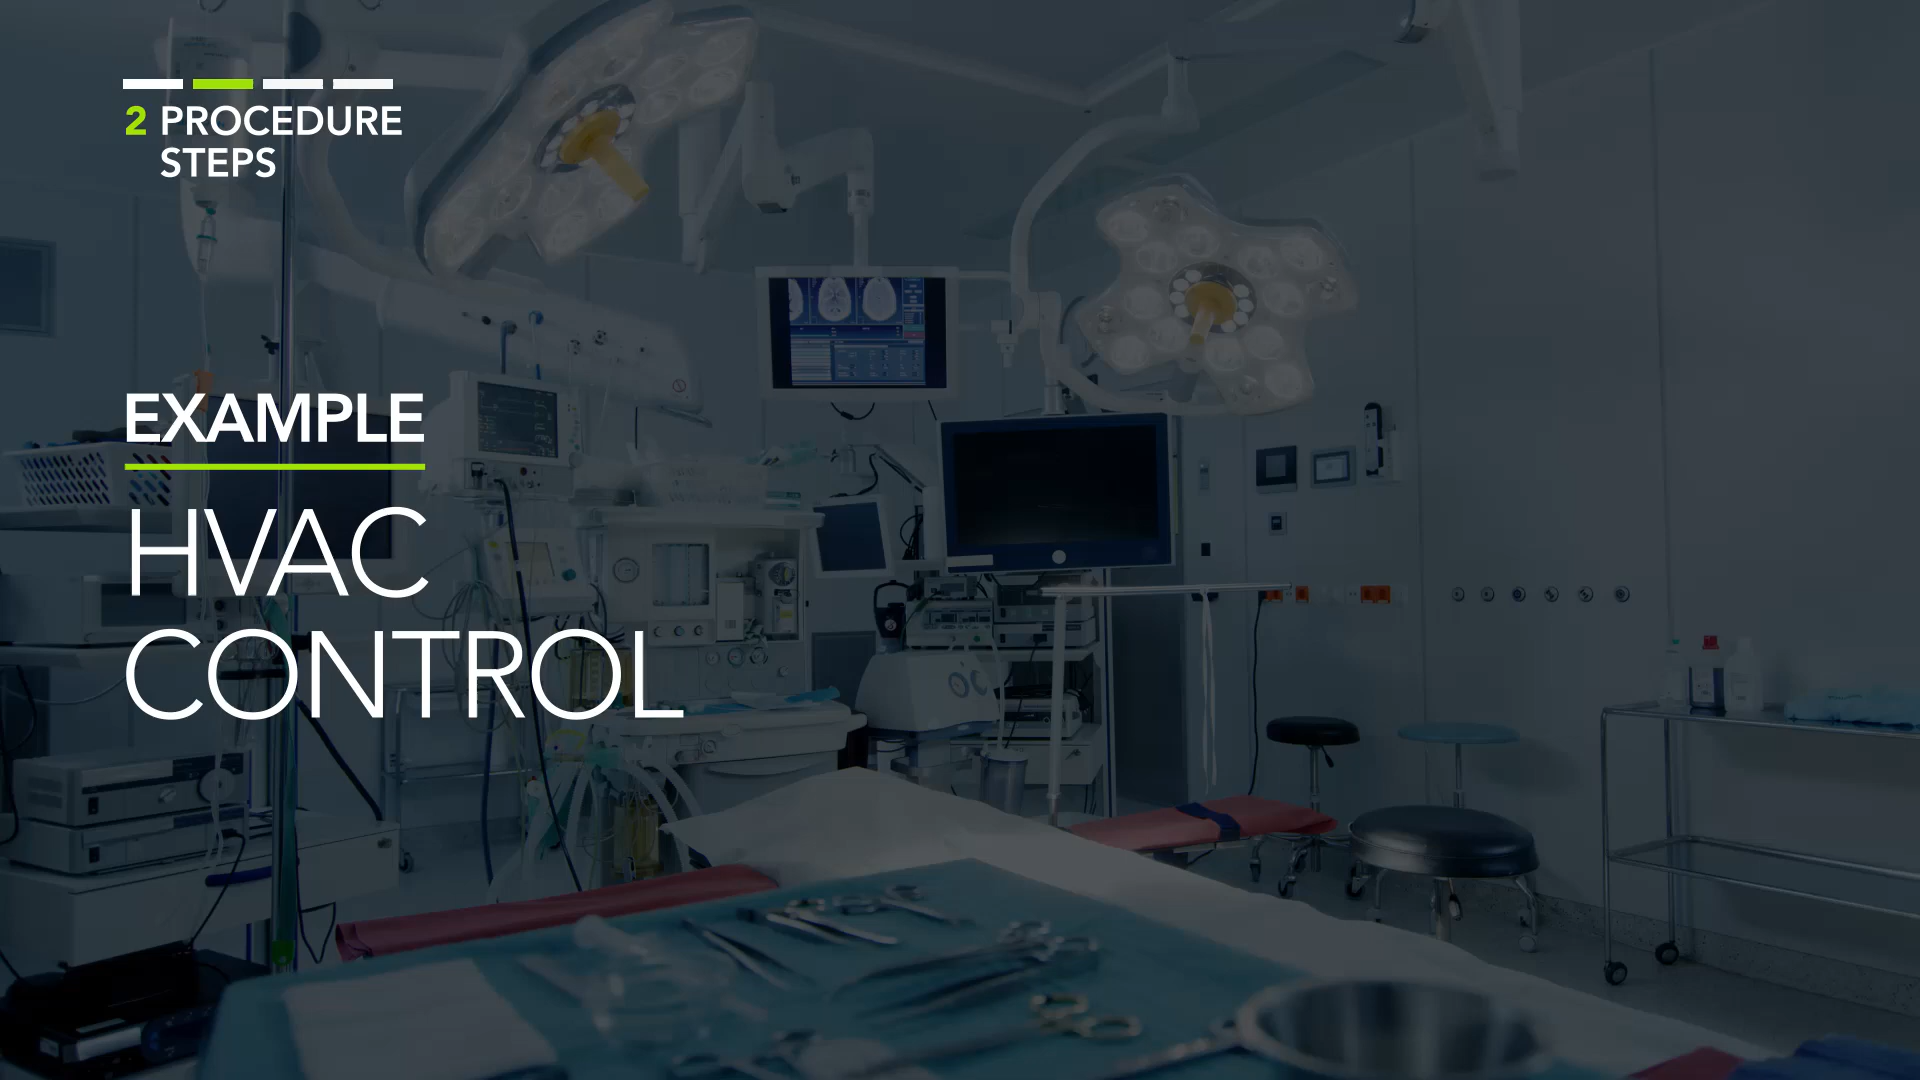 2 PROCEDURE
STEPS
EXAMPLE
HVAC
CONTROL